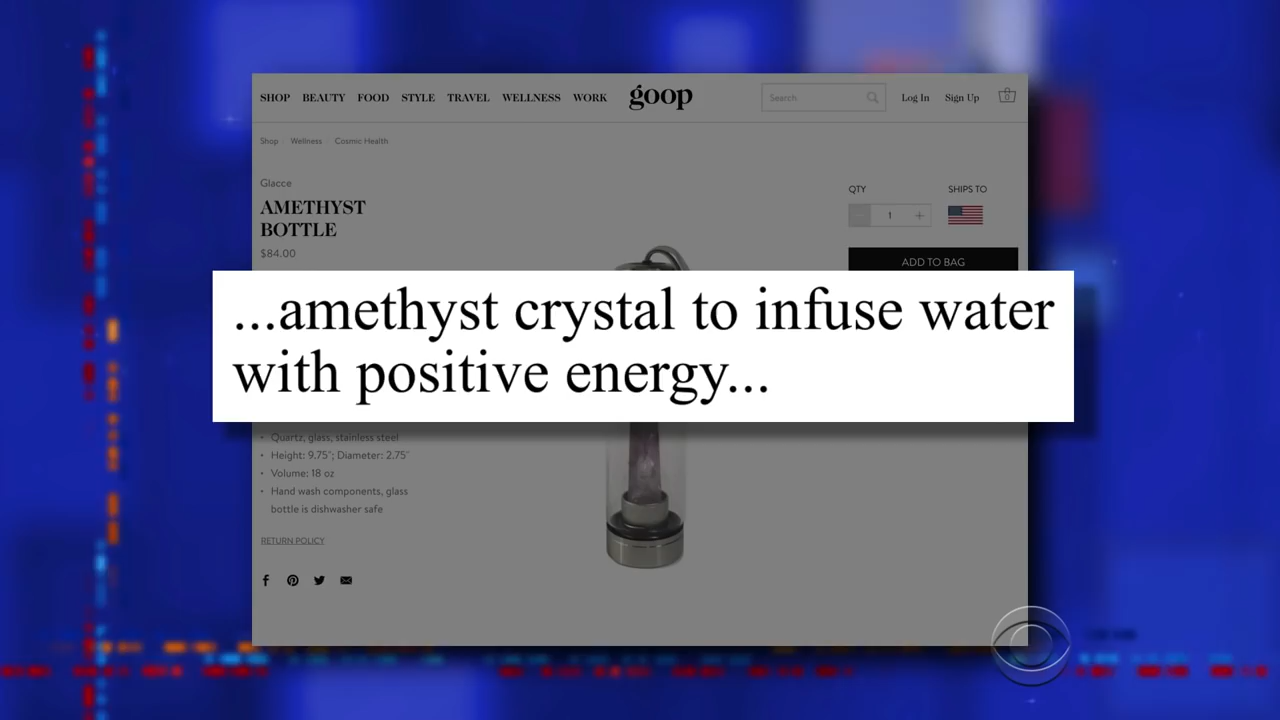 SHOP BEAUTY FOOD STYLE TRAVEL WELLNESS WORK goop Search Log In Sign Up 0
Shop Wellness Cosmic Health
Glacce
QTY SHIPS TO
AMETHYST
BOTTLE
1
$84.00
ADD TO BAG
...amethyst crystal to infuse water
with positive energy...
• Quartz, glass, stainless steel
• Height: 9.75"; Diameter: 2.75"
• Volume: 18 oz
• Hand wash components, glass
bottle is dishwasher safe
RETURN POLICY